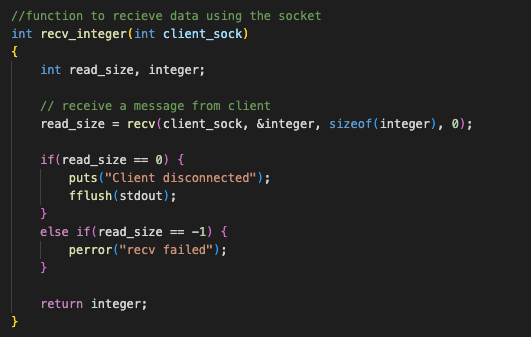 //function to recieve data using the socket
int recv_integer(int client_sock)
{
    int read_size, integer;

    // receive a message from client
    read_size = recv(client_sock, &integer, sizeof(integer), 0);

    if(read_size == 0) {
        puts("Client disconnected");
        fflush(stdout);
    }
    else if(read_size == -1) {
        perror("recv failed");
    }

    return integer;
}